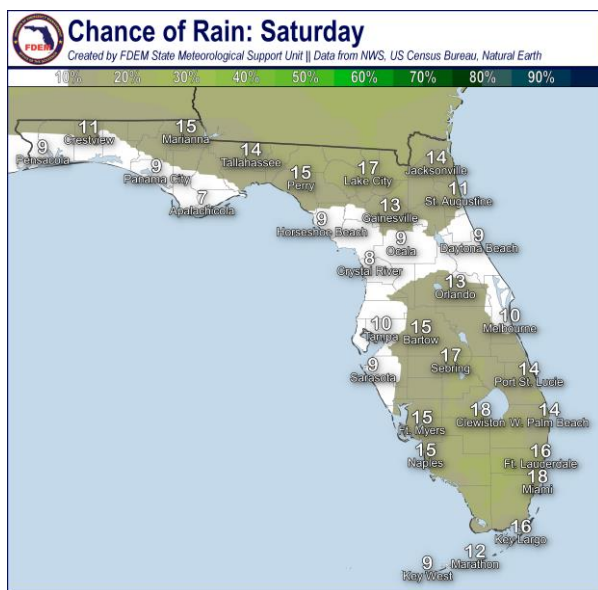 FDEM
Chance of Rain: Saturday
Created by FDEM State Meteorological Support Unit || Data from NWS, US Census Bureau, Natural Earth
10% 20% 30% 40% 50% 60% 70% 80% 90%
9
Pensacola
11
Crestview
15
Marianna
9
Panama City
7
Apalachicola
14
Tallahassee
15
Perry
17
Lake City
14
Jacksonville
11
St. Augustine
13
Gainesville
9
Horseshoe Beach
9
Ocala
9
Daytona Beach
8
Crystal River
13
Orlando
10
Melbourne
10
Tampa
15
Bartow
17
Sebring
9
Sarasota
14
Port St. Lucie
15
Ft. Myers
18
Clewiston
14
W. Palm Beach
15
Naples
16
Ft. Lauderdale
18
Miami
16
Key Largo
12
Marathon
9
Key West